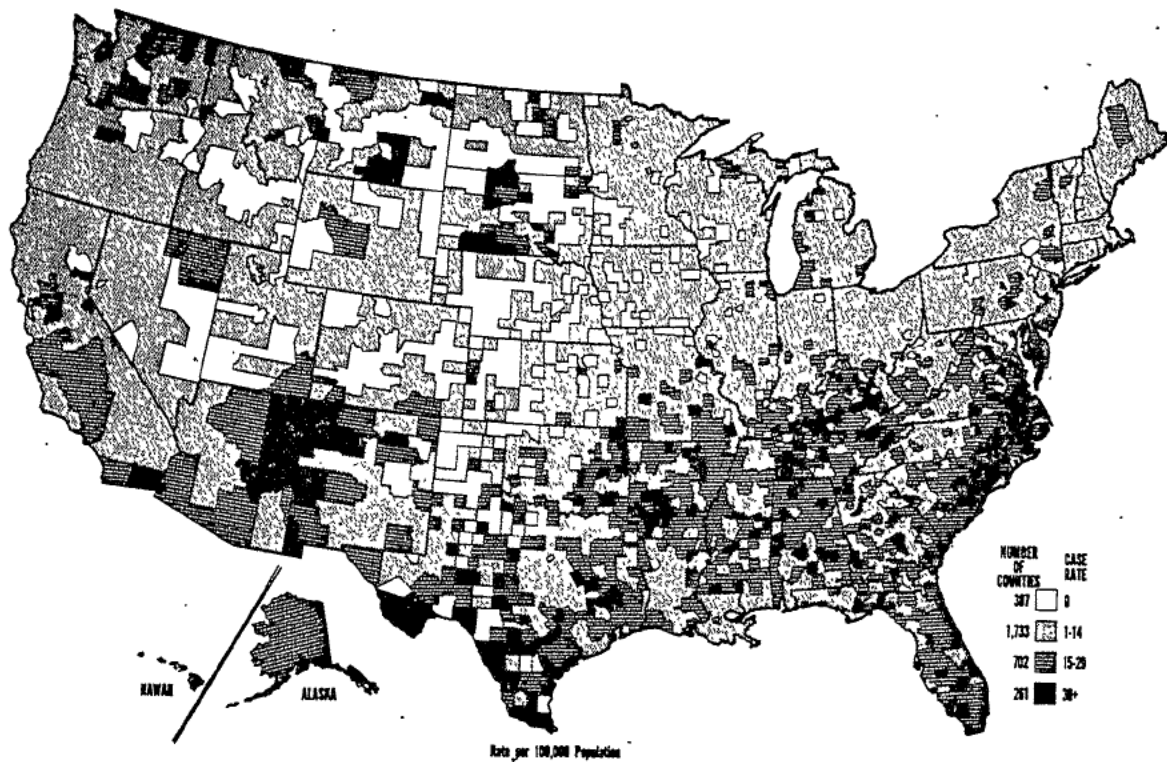 NUMBER OF COUNTIES CASE RATE
387 0
1,733 1-14
702 15-29
261 30+
HAWAII
ALASKA
Rate per 100,000 Population